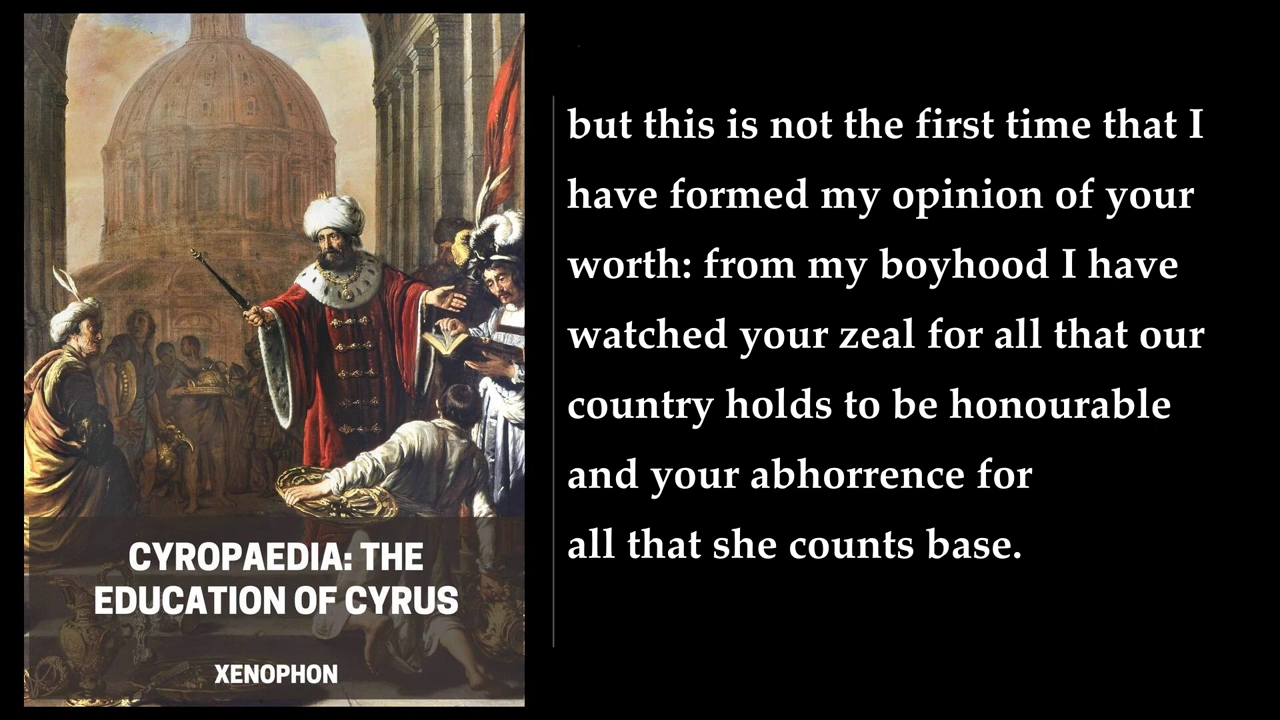 CYROPAEDIA: THE
EDUCATION OF CYRUS
XENOPHON
but this is not the first time that I
have formed my opinion of your
worth: from my boyhood I have
watched your zeal for all that our
country holds to be honourable
and your abhorrence for
all that she counts base.